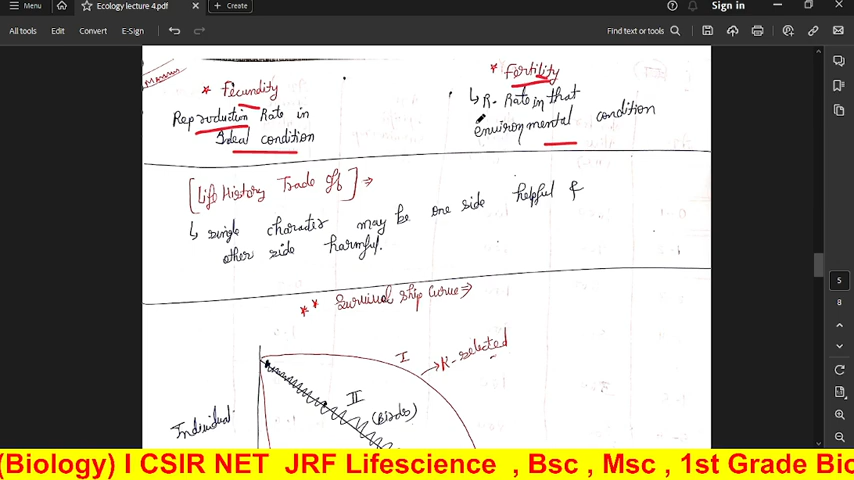 Menu
Ecology lecture 4.pdf
Create
Sign in
All tools
Edit
Convert
E-Sign
Find text or tools
* Fecundity
Reproduction Rate in
Ideal condition
* Fertility
R- Rate in that
environmental condition
[Life History Trade off] ⇒
single character may be one side helpful &
other side harmful.
** Survival ship Curve ⇒
I
→ K-selected
II
(Birds)
Individual
5
8
(Biology) I CSIR NET JRF Lifescience , Bsc , Msc , 1st Grade Bio